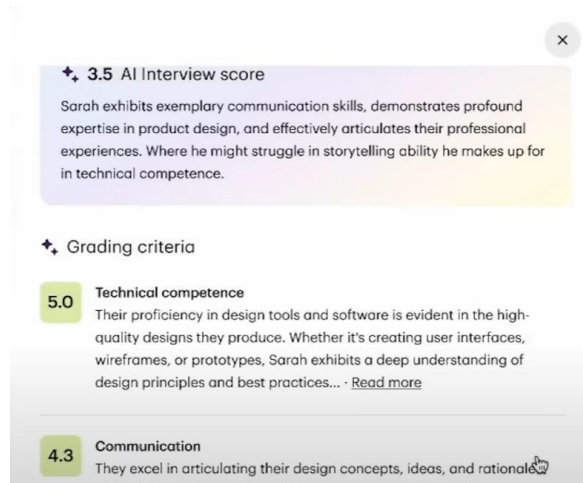 3.5 AI Interview score
Sarah exhibits exemplary communication skills, demonstrates profound
expertise in product design, and effectively articulates their professional
experiences. Where he might struggle in storytelling ability he makes up for
in technical competence.
Grading criteria
5.0
Technical competence
Their proficiency in design tools and software is evident in the high-
quality designs they produce. Whether it's creating user interfaces,
wireframes, or prototypes, Sarah exhibits a deep understanding of
design principles and best practices... · Read more
4.3
Communication
They excel in articulating their design concepts, ideas, and rationale